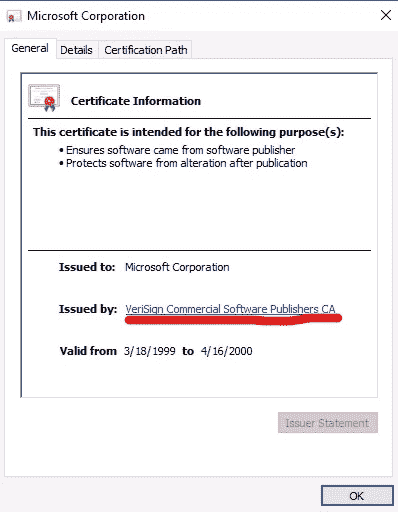 Microsoft Corporation
General Details Certification Path
Certificate Information
This certificate is intended for the following purpose(s):
• Ensures software came from software publisher
• Protects software from alteration after publication
Issued to: Microsoft Corporation
Issued by: VeriSign Commercial Software Publishers CA
Valid from 3/18/1999 to 4/16/2000
Issuer Statement
OK